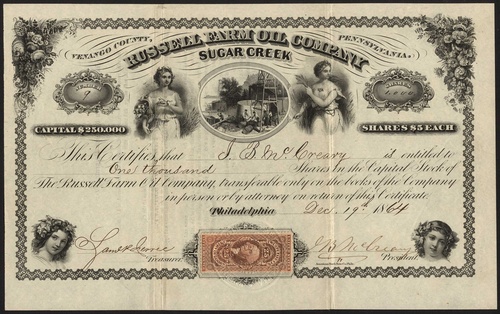 VENANGO COUNTY, PENNSYLVANIA.
RUSSELL FARM OIL COMPANY
SUGAR CREEK
9
1000
CAPITAL $250,000
SHARES $5 EACH
This Certifies, that J. B. McCreary is entitled to
One thousand Shares In the Capital Stock of
The Russell Farm Oil Company, transferable only on the books of the Company
in person or by attorney on return of this Certificate.
Philadelphia Dec. 19th 1864
Treasurer.
J B McCreary
President.